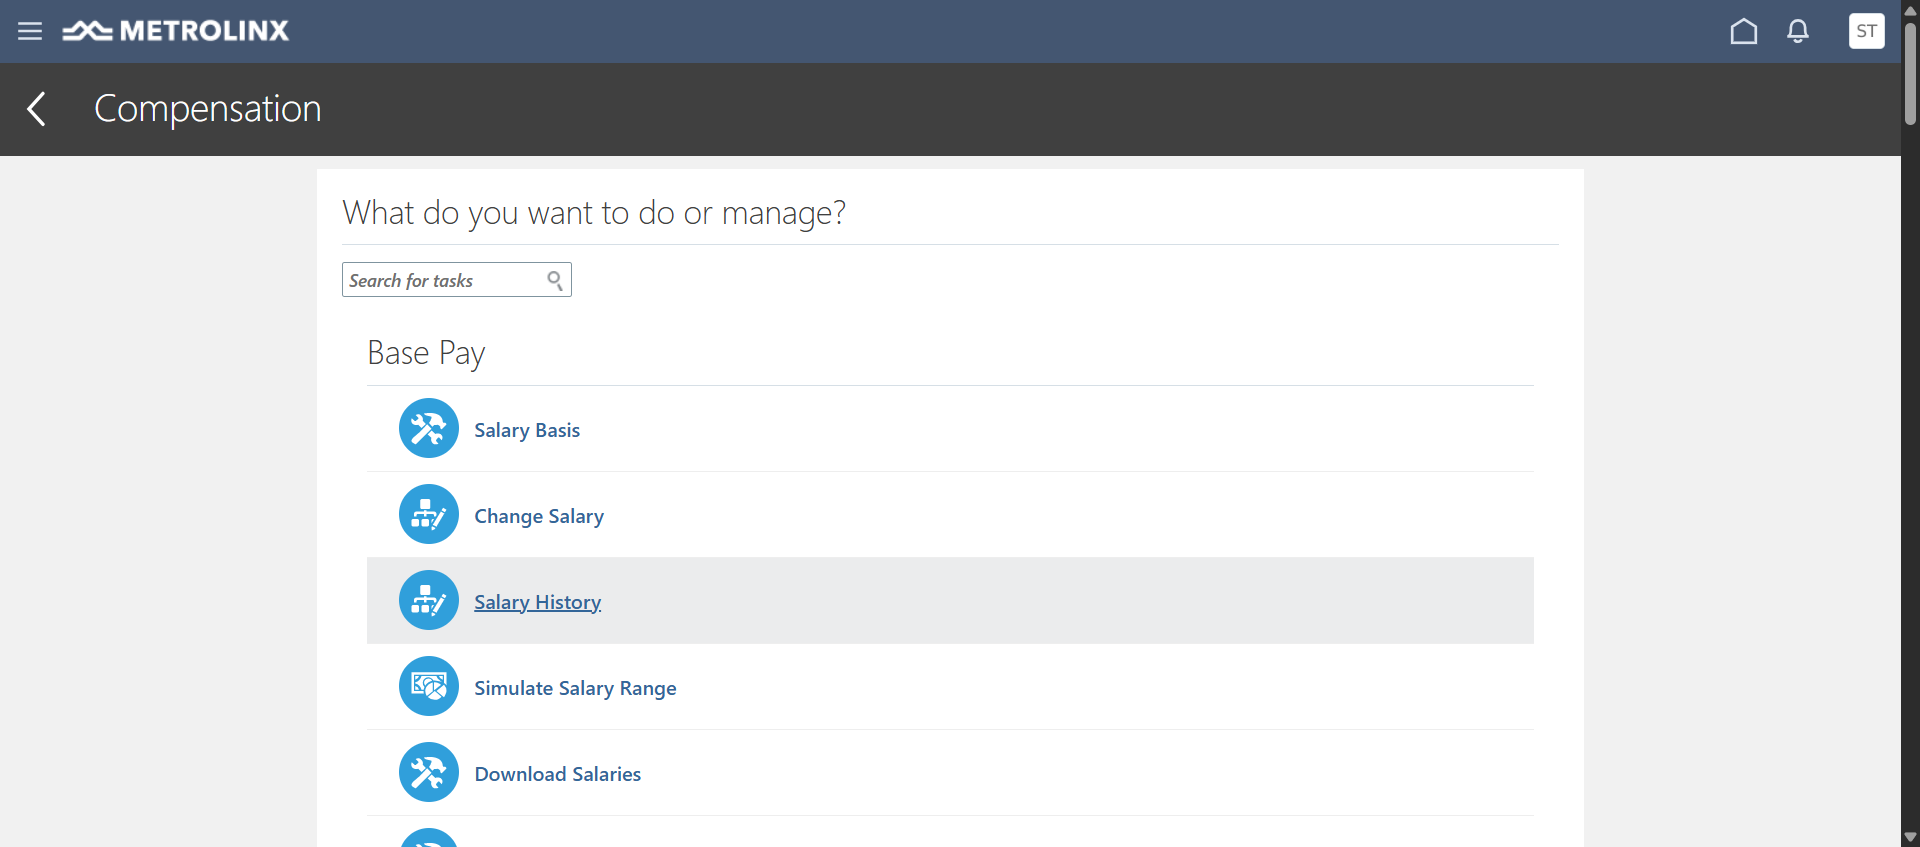 METROLINX
ST
Compensation
What do you want to do or manage?
Search for tasks
Base Pay
Salary Basis
Change Salary
Salary History
Simulate Salary Range
Download Salaries